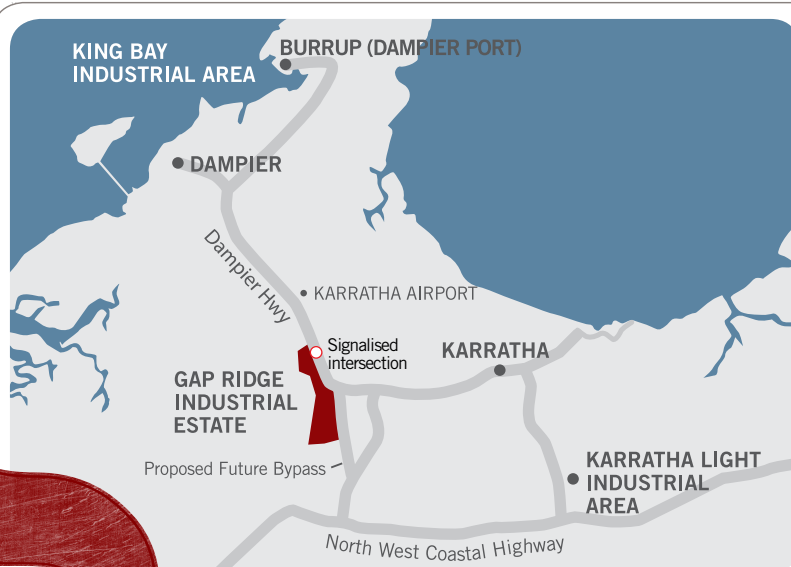 KING BAY
INDUSTRIAL AREA
BURRUP (DAMPIER PORT)
DAMPIER
Dampier Hwy
KARRATHA AIRPORT
Signalised
intersection
KARRATHA
GAP RIDGE
INDUSTRIAL
ESTATE
Proposed Future Bypass
KARRATHA LIGHT
INDUSTRIAL
AREA
North West Coastal Highway